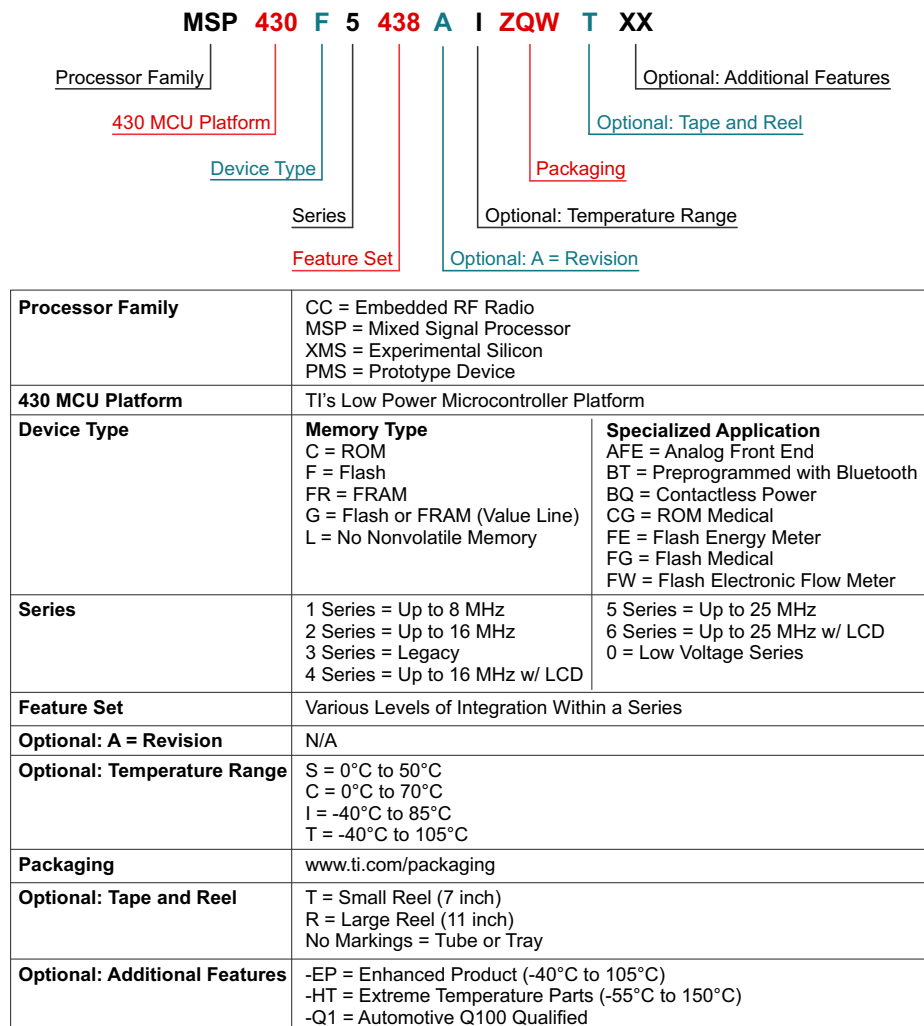 MSP 430 F 5 438 A I ZQW T XX
Processor Family
Optional: Additional Features
430 MCU Platform
Optional: Tape and Reel
Device Type
Packaging
Series
Optional: Temperature Range
Feature Set
Optional: A = Revision
Processor Family
CC = Embedded RF Radio
MSP = Mixed Signal Processor
XMS = Experimental Silicon
PMS = Prototype Device
430 MCU Platform
TI's Low Power Microcontroller Platform
Device Type
Memory Type
C = ROM
F = Flash
FR = FRAM
G = Flash or FRAM (Value Line)
L = No Nonvolatile Memory
Specialized Application
AFE = Analog Front End
BT = Preprogrammed with Bluetooth
BQ = Contactless Power
CG = ROM Medical
FE = Flash Energy Meter
FG = Flash Medical
FW = Flash Electronic Flow Meter
Series
1 Series = Up to 8 MHz
2 Series = Up to 16 MHz
3 Series = Legacy
4 Series = Up to 16 MHz w/ LCD
5 Series = Up to 25 MHz
6 Series = Up to 25 MHz w/ LCD
0 = Low Voltage Series
Feature Set
Various Levels of Integration Within a Series
Optional: A = Revision
N/A
Optional: Temperature Range
S = 0°C to 50°C
C = 0°C to 70°C
I = -40°C to 85°C
T = -40°C to 105°C
Packaging
www.ti.com/packaging
Optional: Tape and Reel
T = Small Reel (7 inch)
R = Large Reel (11 inch)
No Markings = Tube or Tray
Optional: Additional Features
-EP = Enhanced Product (-40°C to 105°C)
-HT = Extreme Temperature Parts (-55°C to 150°C)
-Q1 = Automotive Q100 Qualified